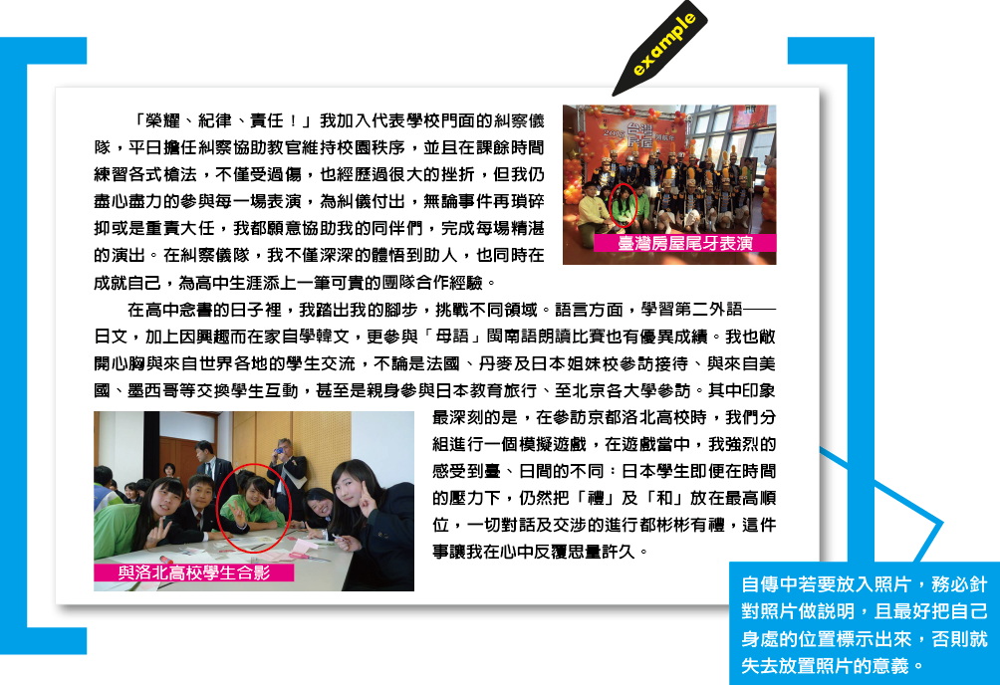 example
「榮耀、紀律、責任！」我加入代表學校門面的糾察儀
隊，平日擔任糾察協助教官維持校園秩序，並且在課餘時間
練習各式槍法，不僅受過傷，也經歷過很大的挫折，但我仍
盡心盡力的參與每一場表演，為糾儀付出，無論事件再瑣碎
抑或是重責大任，我都願意協助我的同伴們，完成每場精湛
的演出。在糾察儀隊，我不僅深深的體悟到助人，也同時在
成就自己，為高中生涯添上一筆可貴的團隊合作經驗。
臺灣房屋尾牙表演
在高中念書的日子裡，我踏出我的腳步，挑戰不同領域。語言方面，學習第二外語——
日文，加上因興趣而在家自學韓文，更參與「母語」閩南語朗讀比賽也有優異成績。我也敞
開心胸與來自世界各地的學生交流，不論是法國、丹麥及日本姐妹校參訪接待、與來自美
國、墨西哥等交換學生互動，甚至是親身參與日本教育旅行、至北京各大學參訪。其中印象
最深刻的是，在參訪京都洛北高校時，我們分
組進行一個模擬遊戲，在遊戲當中，我強烈的
感受到臺、日間的不同：日本學生即便在時間
的壓力下，仍然把「禮」及「和」放在最高順
位，一切對話及交涉的進行都彬彬有禮，這件
事讓我在心中反覆思量許久。
與洛北高校學生合影
自傳中若要放入照片，務必針
對照片做說明，且最好把自己
身處的位置標示出來，否則就
失去放置照片的意義。